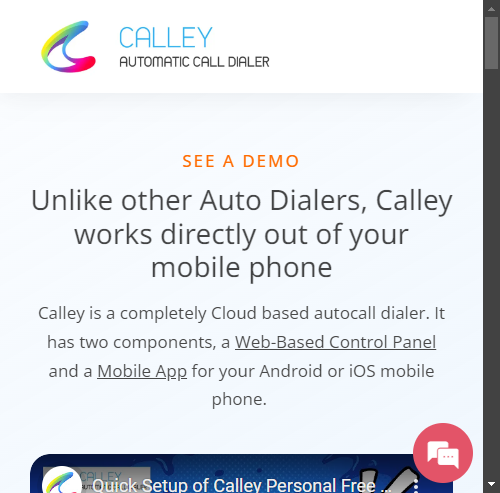 CALLEY
AUTOMATIC CALL DIALER
SEE A DEMO
Unlike other Auto Dialers, Calley
works directly out of your
mobile phone
Calley is a completely Cloud based autocall dialer. It
has two components, a Web-Based Control Panel
and a Mobile App for your Android or iOS mobile
phone.
CALLEY
Quick Setup of Calley Personal Free ...